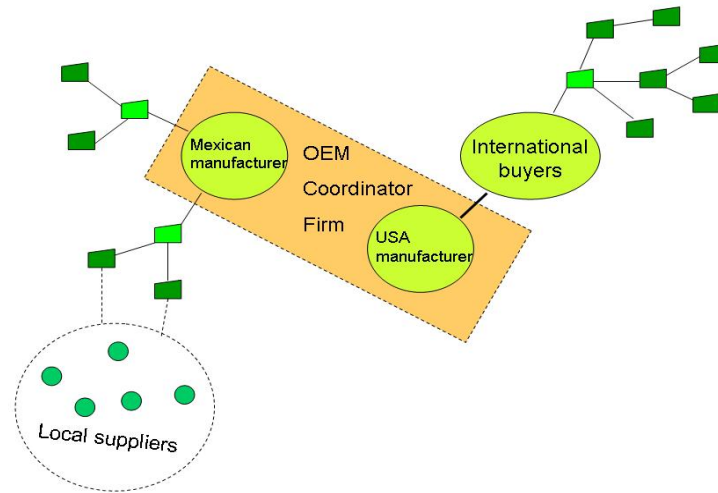 Mexican
manufacturer
OEM
Coordinator
Firm
USA
manufacturer
International
buyers
Local suppliers